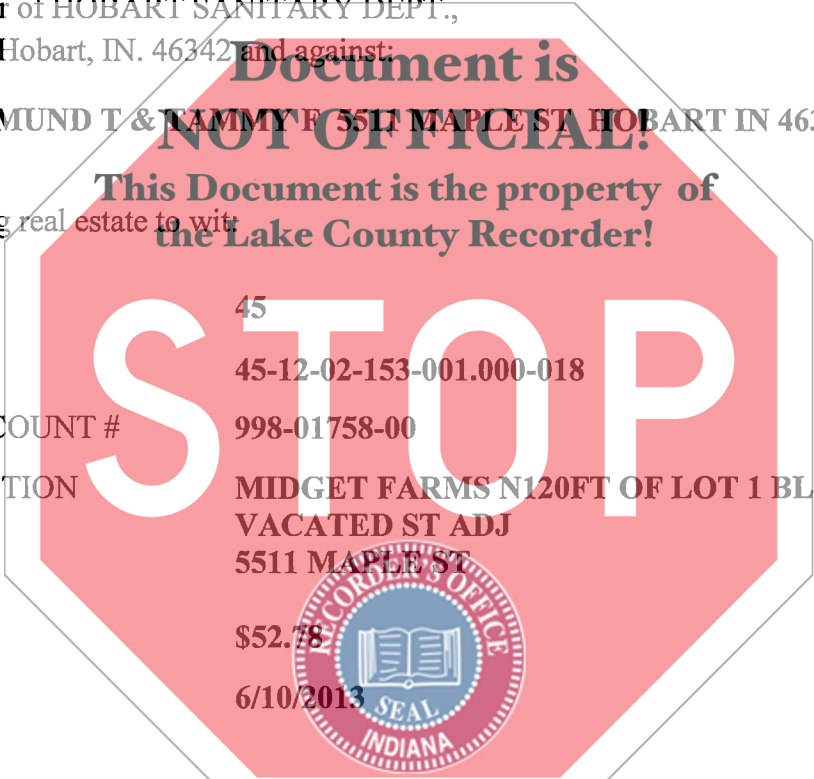 r of HOBART SANITARY DEPT.,
Hobart, IN. 46342 and against:
Document is
MUND T & TAMMY F 5511 MAPLE ST HOBART IN 463
NOT OFFICIAL!
This Document is the property of
g real estate to wit:
the Lake County Recorder!
45
STOP
45-12-02-153-001.000-018
COUNT # 998-01758-00
TION MIDGET FARMS N120FT OF LOT 1 BL
VACATED ST ADJ
5511 MAPLE ST
RECORDER'S OFFICE
$52.78
6/10/2013
SEAL
INDIANA